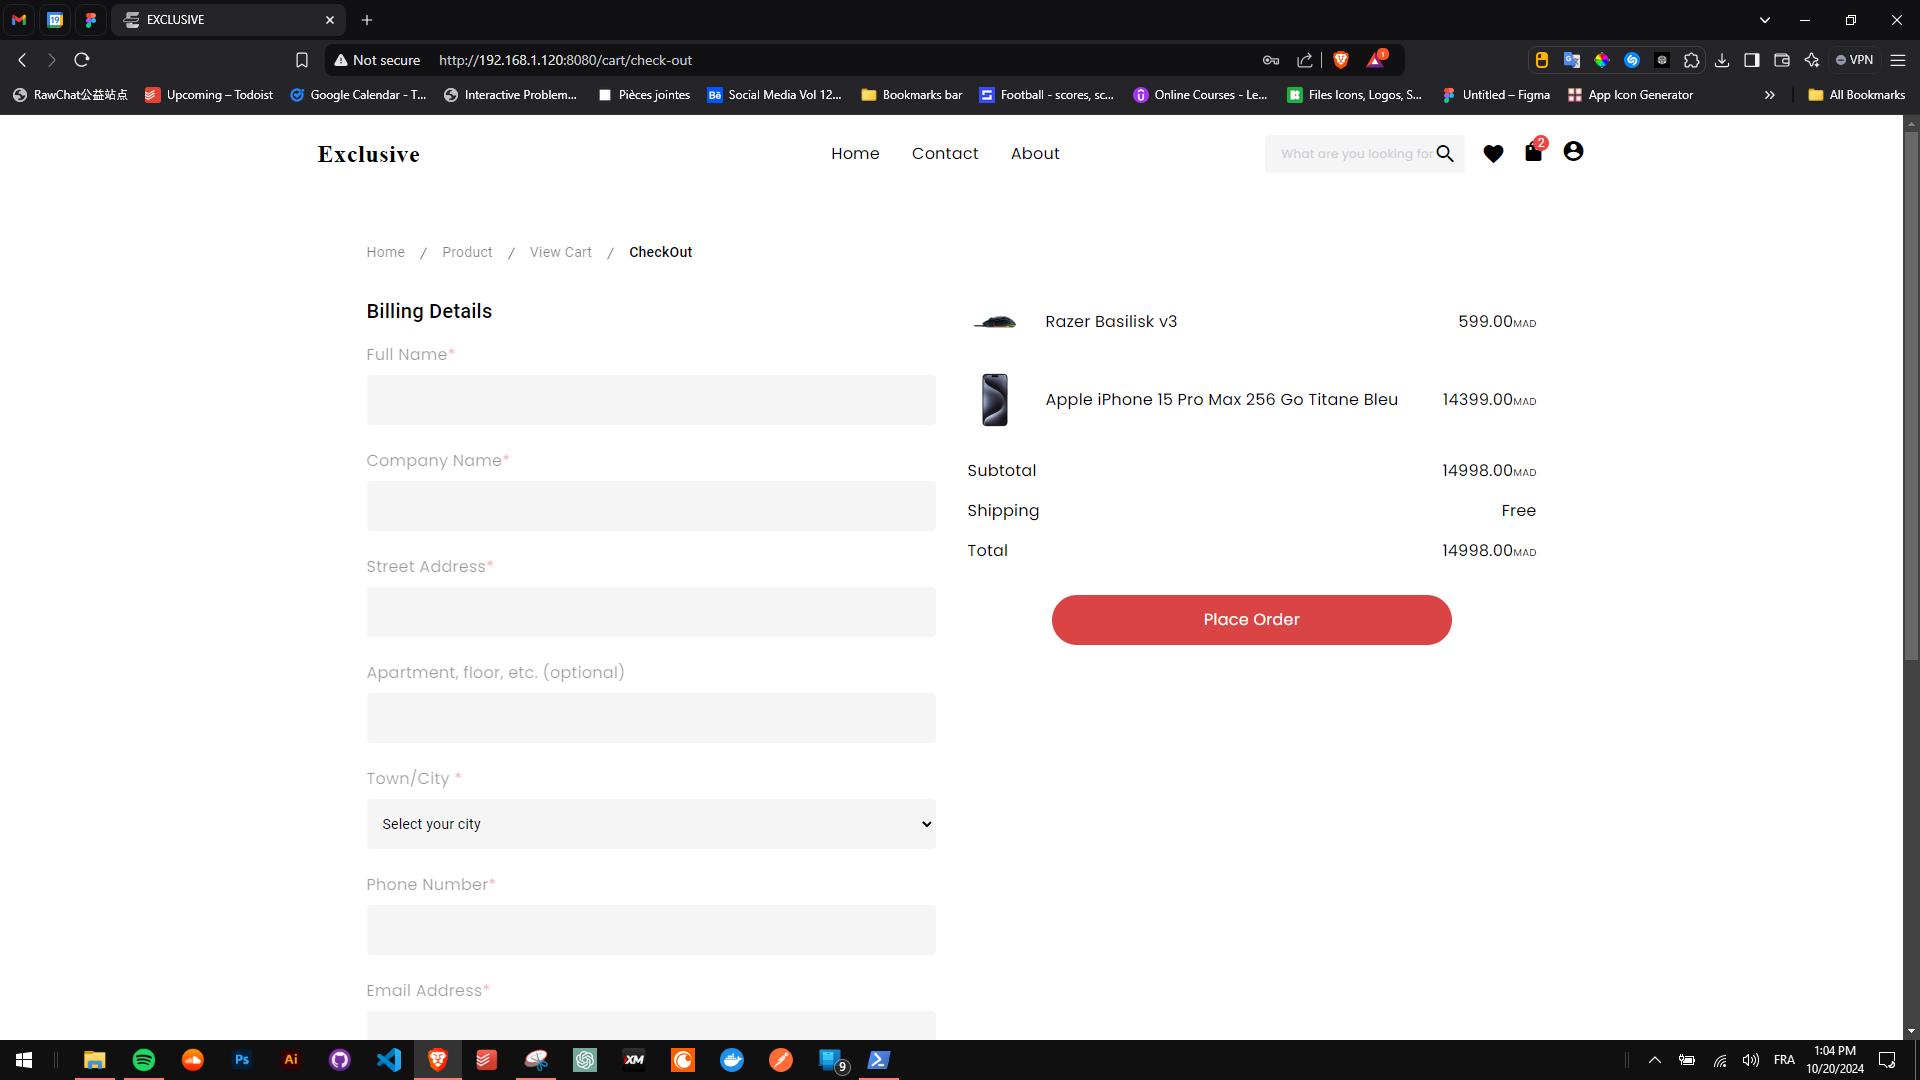 EXCLUSIVE
Not secure http://192.168.1.120:8080/cart/check-out
1
VPN
RawChat公益站点
Upcoming – Todoist
Google Calendar - T...
Interactive Problem...
Pièces jointes
Bē Social Media Vol 12...
Bookmarks bar
Football - scores, sc...
Online Courses - Le...
Files Icons, Logos, S...
Untitled – Figma
App Icon Generator
All Bookmarks
Exclusive
Home Contact About
What are you looking for
2
Home / Product / View Cart / CheckOut
Billing Details
Full Name*
Company Name*
Street Address*
Apartment, floor, etc. (optional)
Town/City *
Select your city
Phone Number*
Email Address*
Razer Basilisk v3 599.00MAD
Apple iPhone 15 Pro Max 256 Go Titane Bleu 14399.00MAD
Subtotal 14998.00MAD
Shipping Free
Total 14998.00MAD
Place Order
Ps
Ai
XM
9
FRA
1:04 PM
10/20/2024